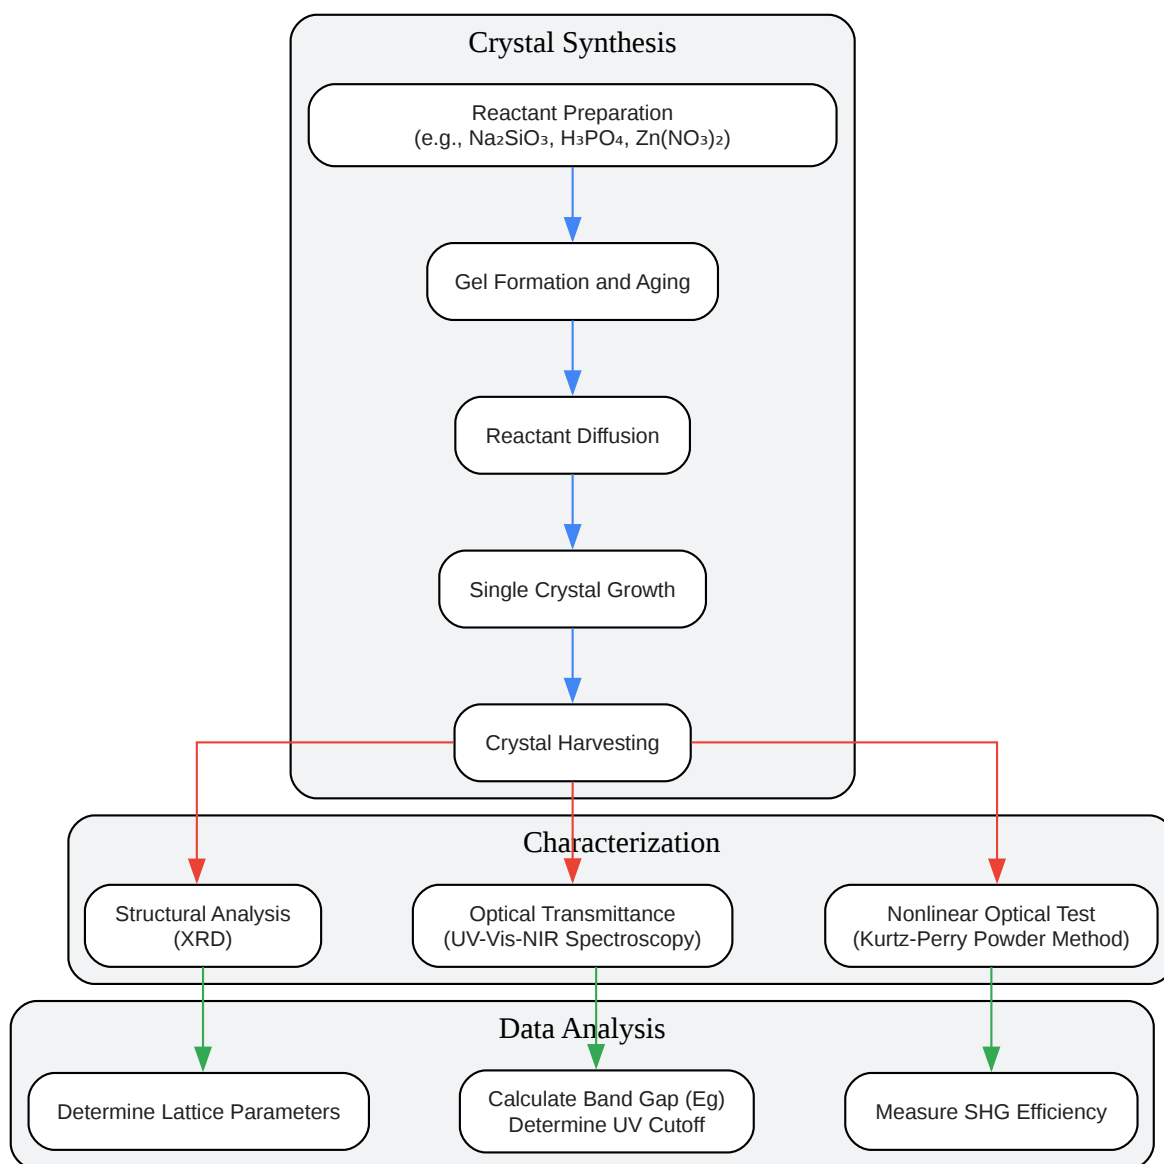 Crystal Synthesis
Reactant Preparation
(e.g., Na₂SiO₃, H₃PO₄, Zn(NO₃)₂)
Gel Formation and Aging
Reactant Diffusion
Single Crystal Growth
Crystal Harvesting
Characterization
Structural Analysis
(XRD)
Optical Transmittance
(UV-Vis-NIR Spectroscopy)
Nonlinear Optical Test
(Kurtz-Perry Powder Method)
Data Analysis
Determine Lattice Parameters
Calculate Band Gap (Eg)
Determine UV Cutoff
Measure SHG Efficiency